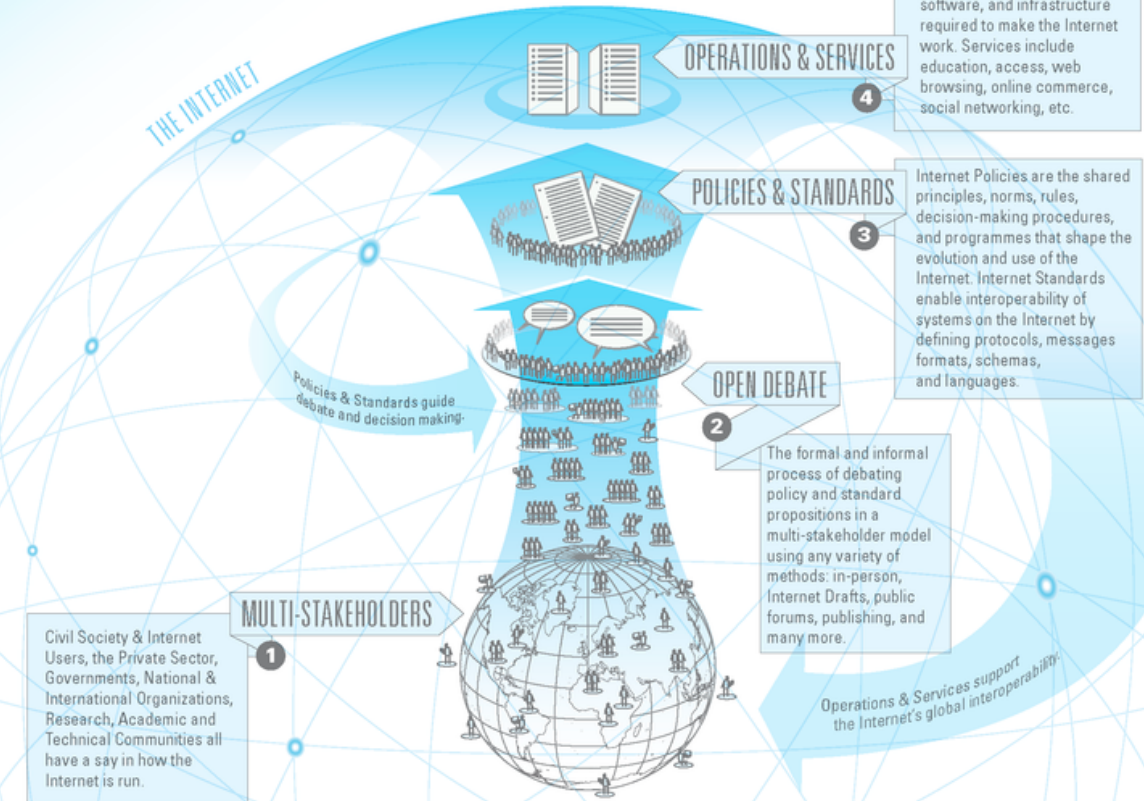 THE INTERNET
software, and infrastructure
required to make the Internet
work. Services include
education, access, web
browsing, online commerce,
social networking, etc.
OPERATIONS & SERVICES
4
POLICIES & STANDARDS
3
Internet Policies are the shared
principles, norms, rules,
decision-making procedures,
and programmes that shape the
evolution and use of the
Internet. Internet Standards
enable interoperability of
systems on the Internet by
defining protocols, messages
formats, schemas,
and languages.
Policies & Standards guide
debate and decision making.
OPEN DEBATE
2
The formal and informal
process of debating
policy and standard
propositions in a
multi-stakeholder model
using any variety of
methods: in-person,
Internet Drafts, public
forums, publishing, and
many more.
MULTI-STAKEHOLDERS
1
Civil Society & Internet
Users, the Private Sector,
Governments, National &
International Organizations,
Research, Academic and
Technical Communities all
have a say in how the
Internet is run.
Operations & Services support
the Internet's global interoperability.